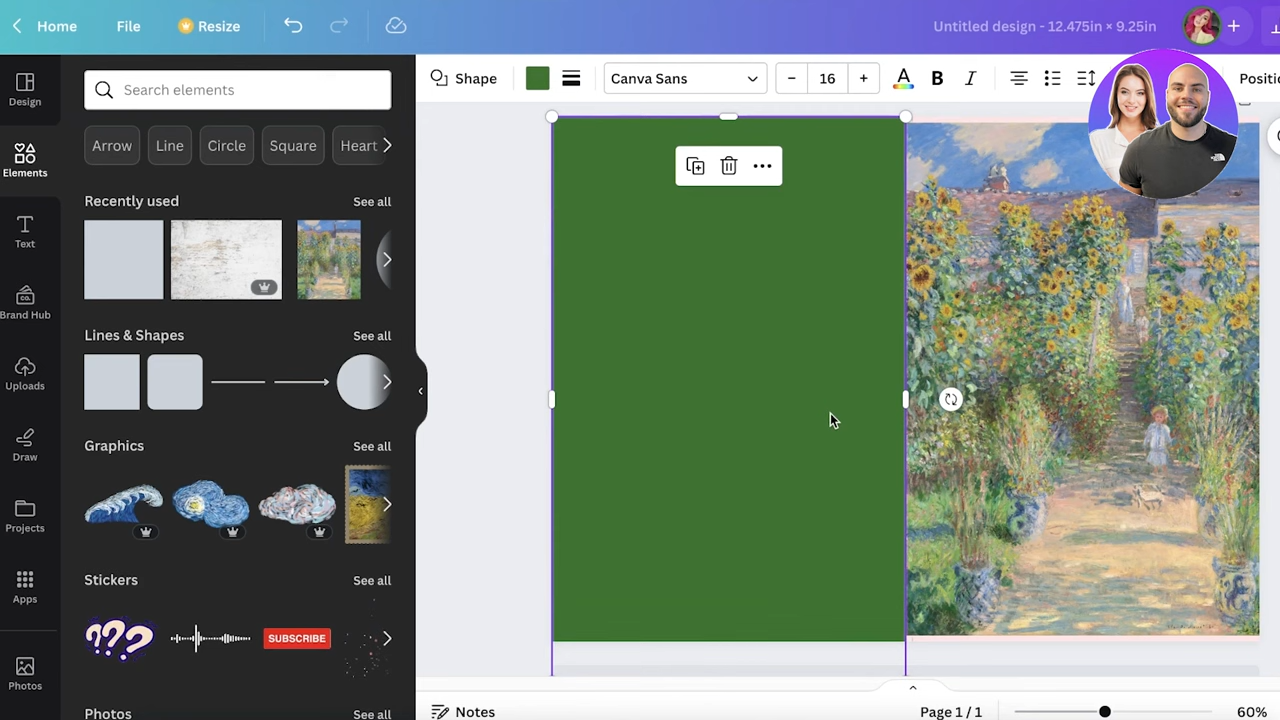 Home File Resize Untitled design - 12.475in × 9.25in
Design
Elements
Text
Brand Hub
Uploads
Draw
Projects
Apps
Photos
Search elements
Arrow Line Circle Square Heart
Recently used See all
Lines & Shapes See all
Graphics See all
Stickers See all
???
SUBSCRIBE
Photos See all
Shape Canva Sans 16 A B I Positio
Notes Page 1 / 1 60%